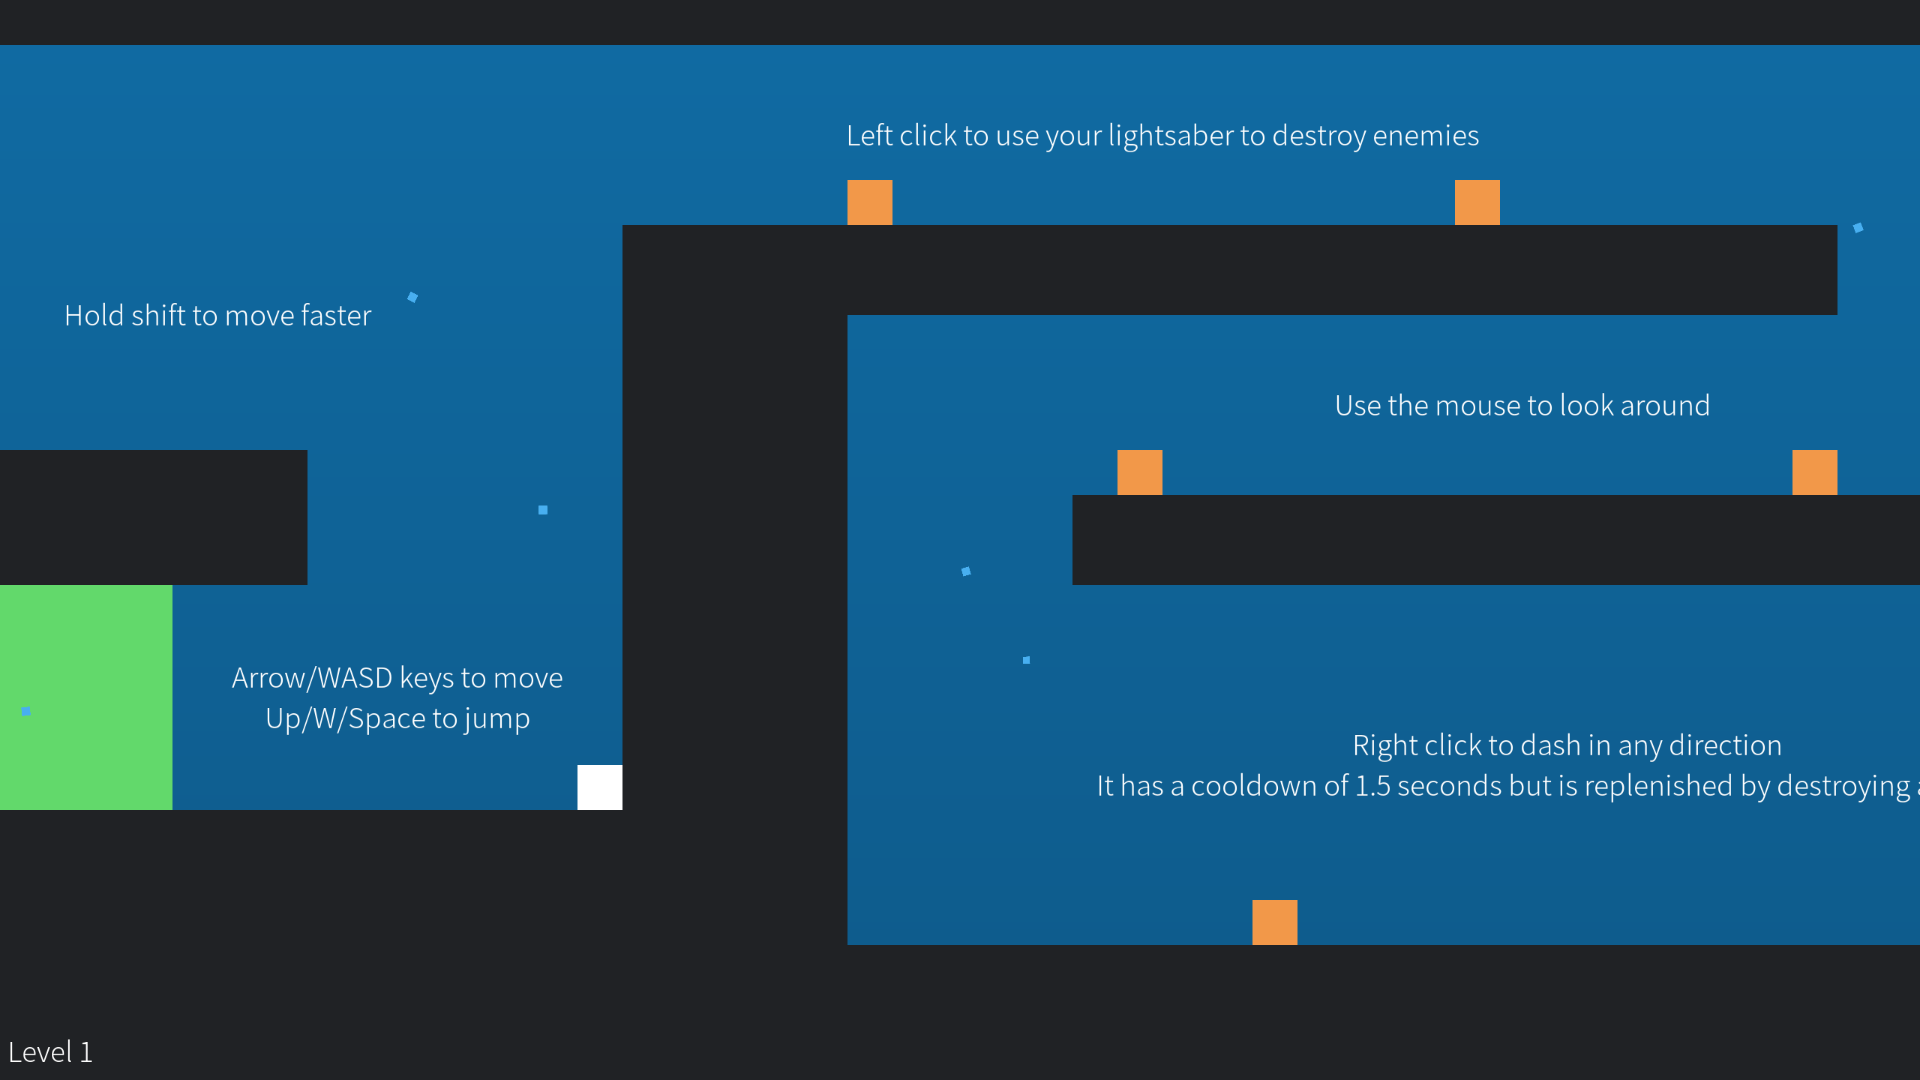 Left click to use your lightsaber to destroy enemies
Hold shift to move faster
Use the mouse to look around
Arrow/WASD keys to move
Up/W/Space to jump
Right click to dash in any direction
It has a cooldown of 1.5 seconds but is replenished by destroying
Level 1